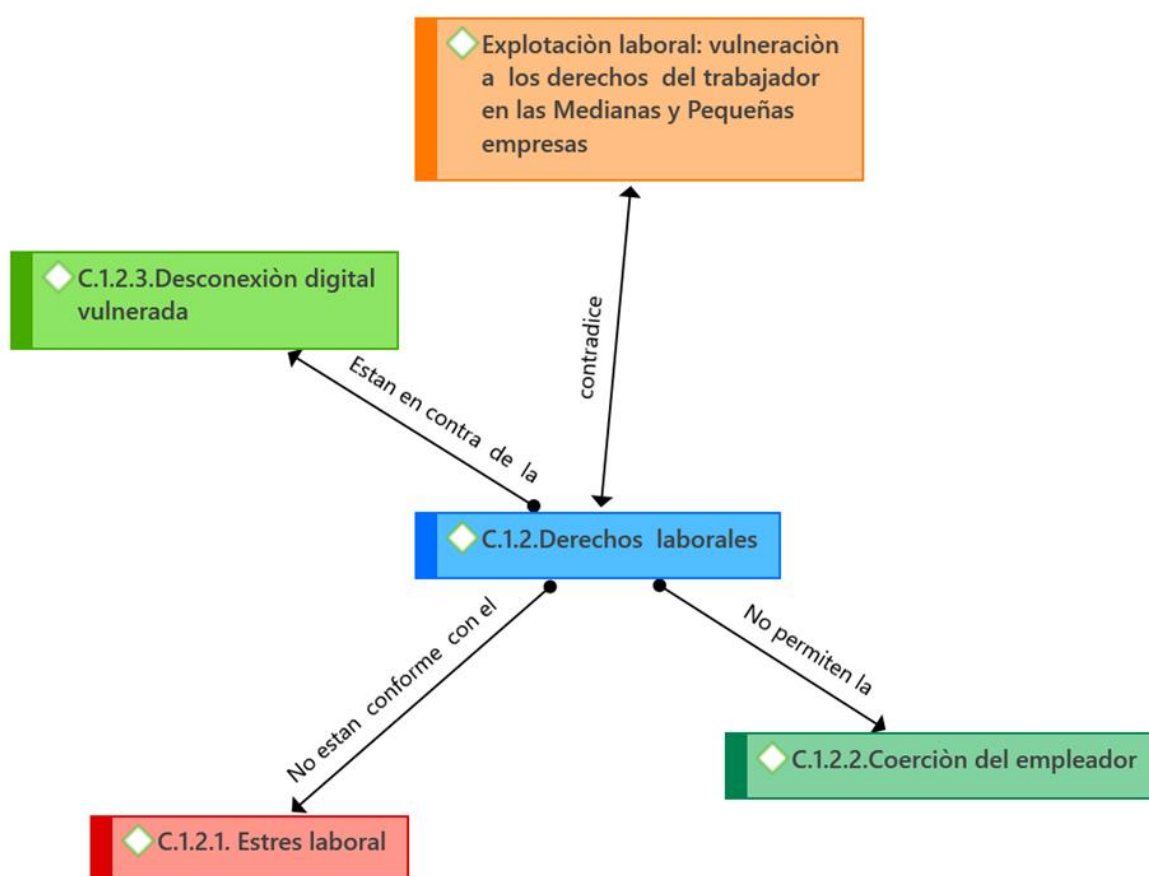 Explotaciòn laboral: vulneraciòn
a los derechos del trabajador
en las Medianas y Pequeñas
empresas
C.1.2.3.Desconexiòn digital
vulnerada
contradice
Estan en contra de la
C.1.2.Derechos laborales
No estan conforme con el
No permiten la
C.1.2.2.Coerciòn del empleador
C.1.2.1. Estres laboral